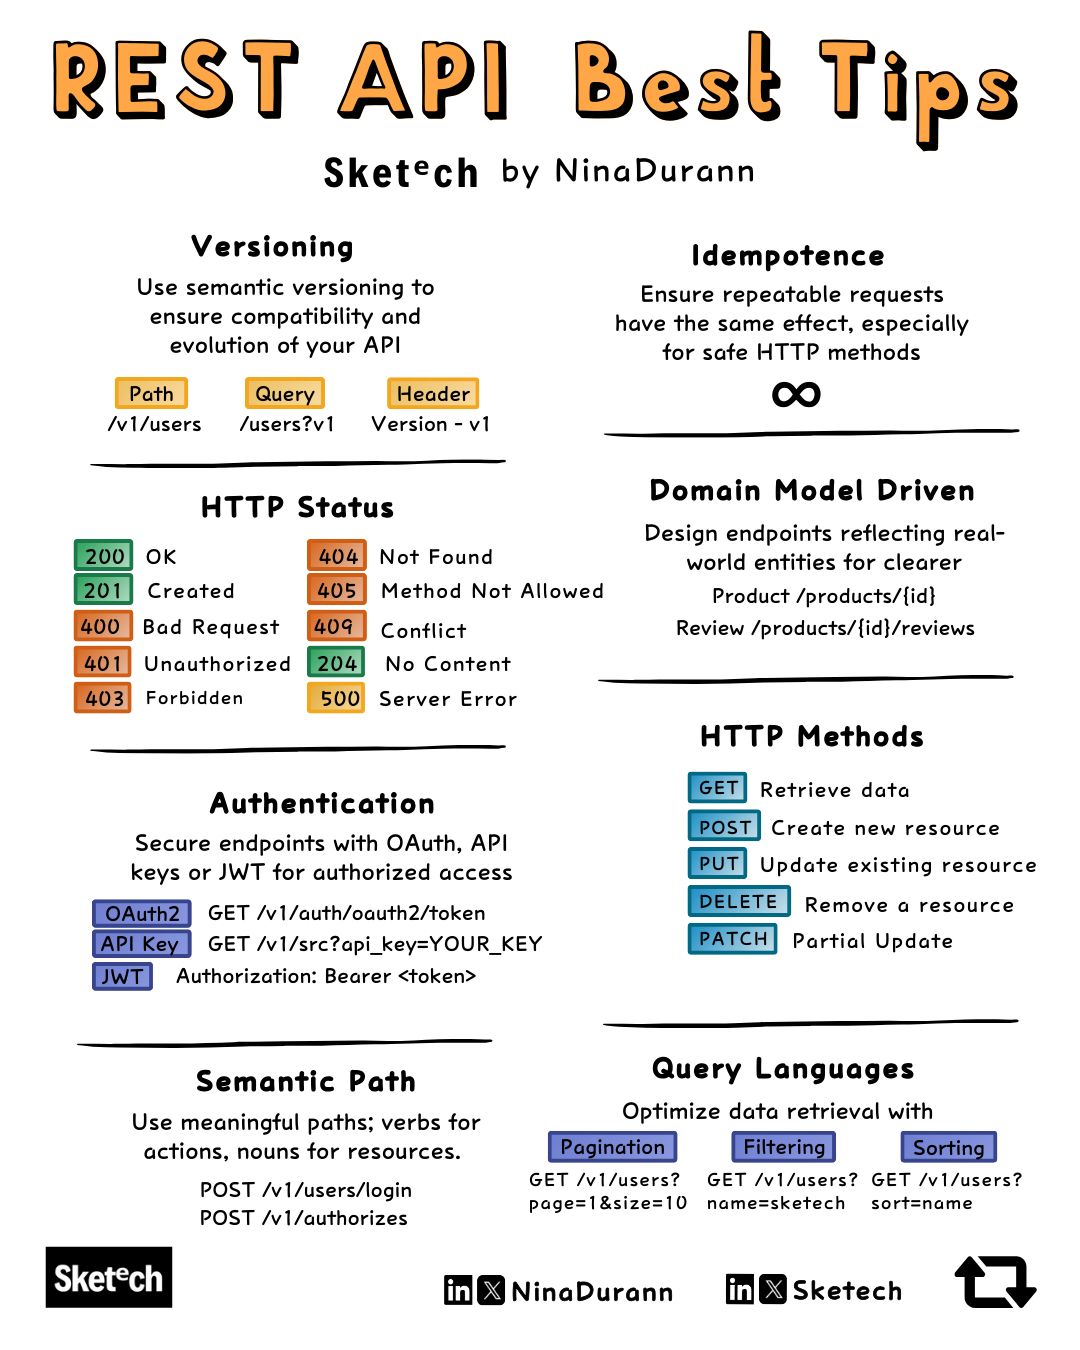 REST API Best Tips
Sketech by NinaDurann
Versioning
Use semantic versioning to
ensure compatibility and
evolution of your API
Path Query Header
/v1/users /users?v1 Version - v1
HTTP Status
200 OK
201 Created
400 Bad Request
401 Unauthorized
403 Forbidden
404 Not Found
405 Method Not Allowed
409 Conflict
204 No Content
500 Server Error
Authentication
Secure endpoints with OAuth, API
keys or JWT for authorized access
OAuth2 GET /v1/auth/oauth2/token
API Key GET /v1/src?api_key=YOUR_KEY
JWT Authorization: Bearer <token>
Semantic Path
Use meaningful paths; verbs for
actions, nouns for resources.
POST /v1/users/login
POST /v1/authorizes
Idempotence
Ensure repeatable requests
have the same effect, especially
for safe HTTP methods
∞
Domain Model Driven
Design endpoints reflecting real-
world entities for clearer
Product /products/{id}
Review /products/{id}/reviews
HTTP Methods
GET Retrieve data
POST Create new resource
PUT Update existing resource
DELETE Remove a resource
PATCH Partial Update
Query Languages
Optimize data retrieval with
Pagination Filtering Sorting
GET /v1/users? GET /v1/users? GET /v1/users?
page=1&size=10 name=sketech sort=name
Sketech
in X NinaDurann
in X Sketech